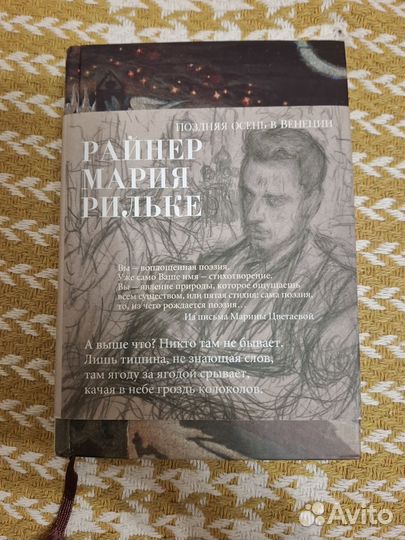 Поздняя осень в Венеции
РАЙНЕР
МАРИЯ
РИЛЬКЕ
Вы – воплощенная поэзия.
Уже само Ваше имя – стихотворение.
Вы – явление природы, которое ощущаешь
всем существом, или пятая стихия: сама поэзия,
то, из чего рождается поэзия...
Из письма Марины Цветаевой
А выше что? Никто там не бывает.
Лишь тишина, не знающая слов,
там ягоду за ягодой срывает,
качая в небе гроздь колоколов.
Avito